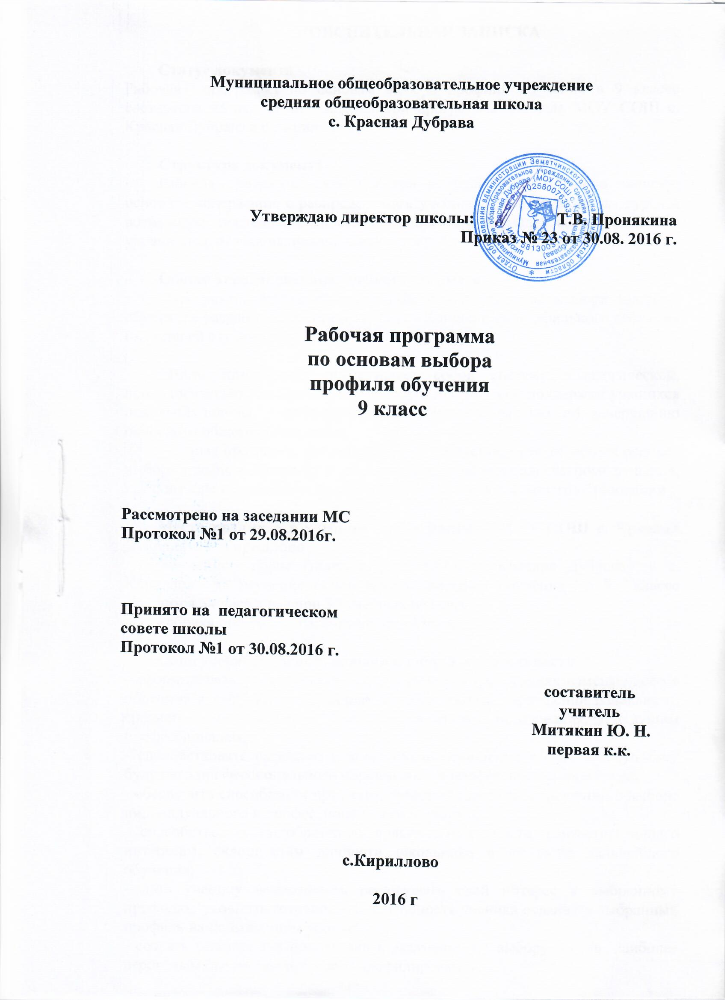 Муниципальное общеобразовательное учреждение
средняя общеобразовательная школа
с. Красная Дубрава
Отдел образования администрации Земетчинского района Пензенской области *
Муниципальное общеобразовательное учреждение средняя общеобразовательная
школа с. Красная Дубрава (МОУ СОШ с. Красная Дубрава)
ОГРН 1025800763933
ИНН 5813003110
Утверждаю директор школы: Т.В. Пронякина
Приказ № 23 от 30.08. 2016 г.
Рабочая программа
по основам выбора
профиля обучения
9 класс
Рассмотрено на заседании МС
Протокол №1 от 29.08.2016г.
Принято на педагогическом
совете школы
Протокол №1 от 30.08.2016 г.
составитель
учитель
Митякин Ю. Н.
первая к.к.
с.Кириллово
2016 г